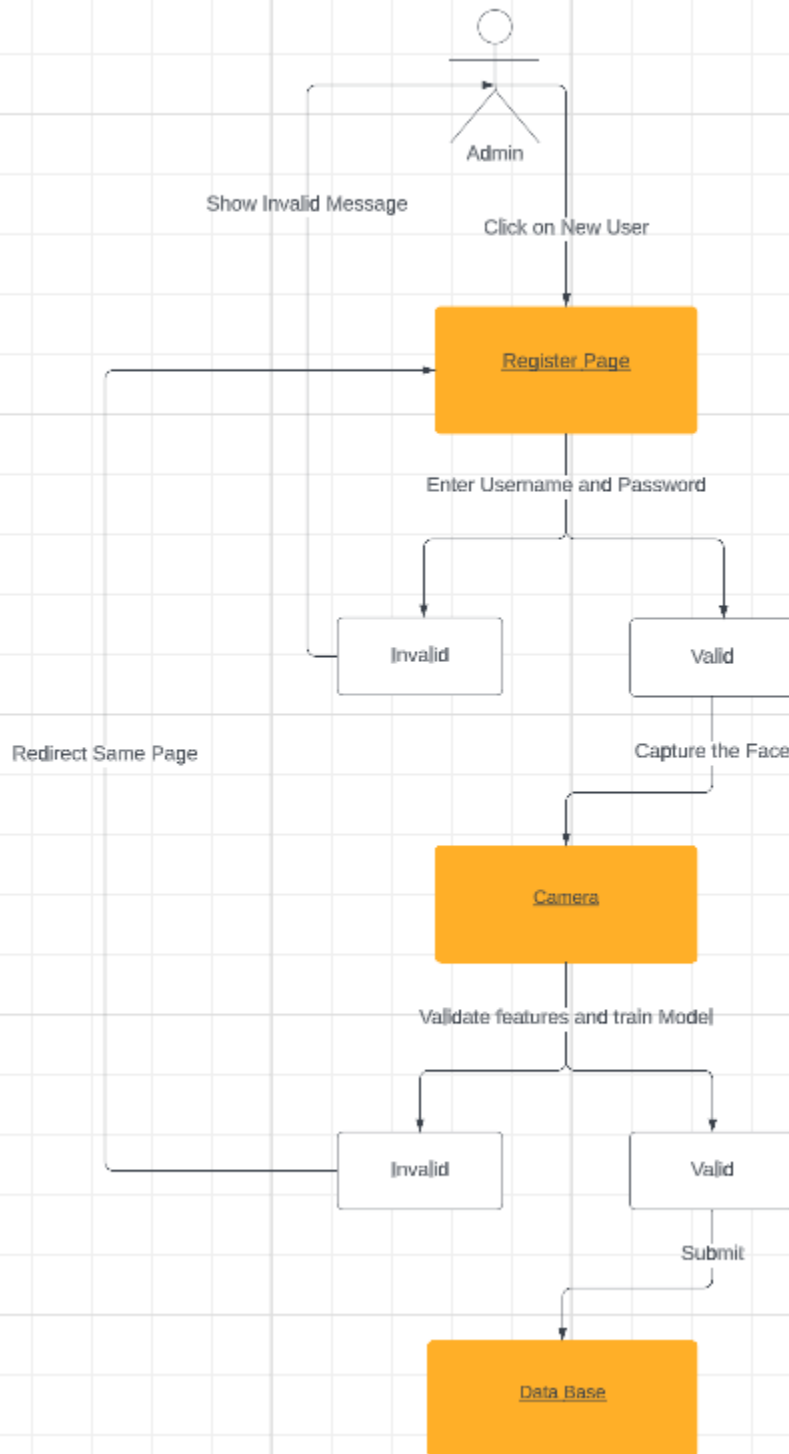 Admin
Show Invalid Message
Click on New User
Register Page
Enter Username and Password
Invalid
Valid
Redirect Same Page
Capture the Face
Camera
Validate features and train Model
Invalid
Valid
Submit
Data Base